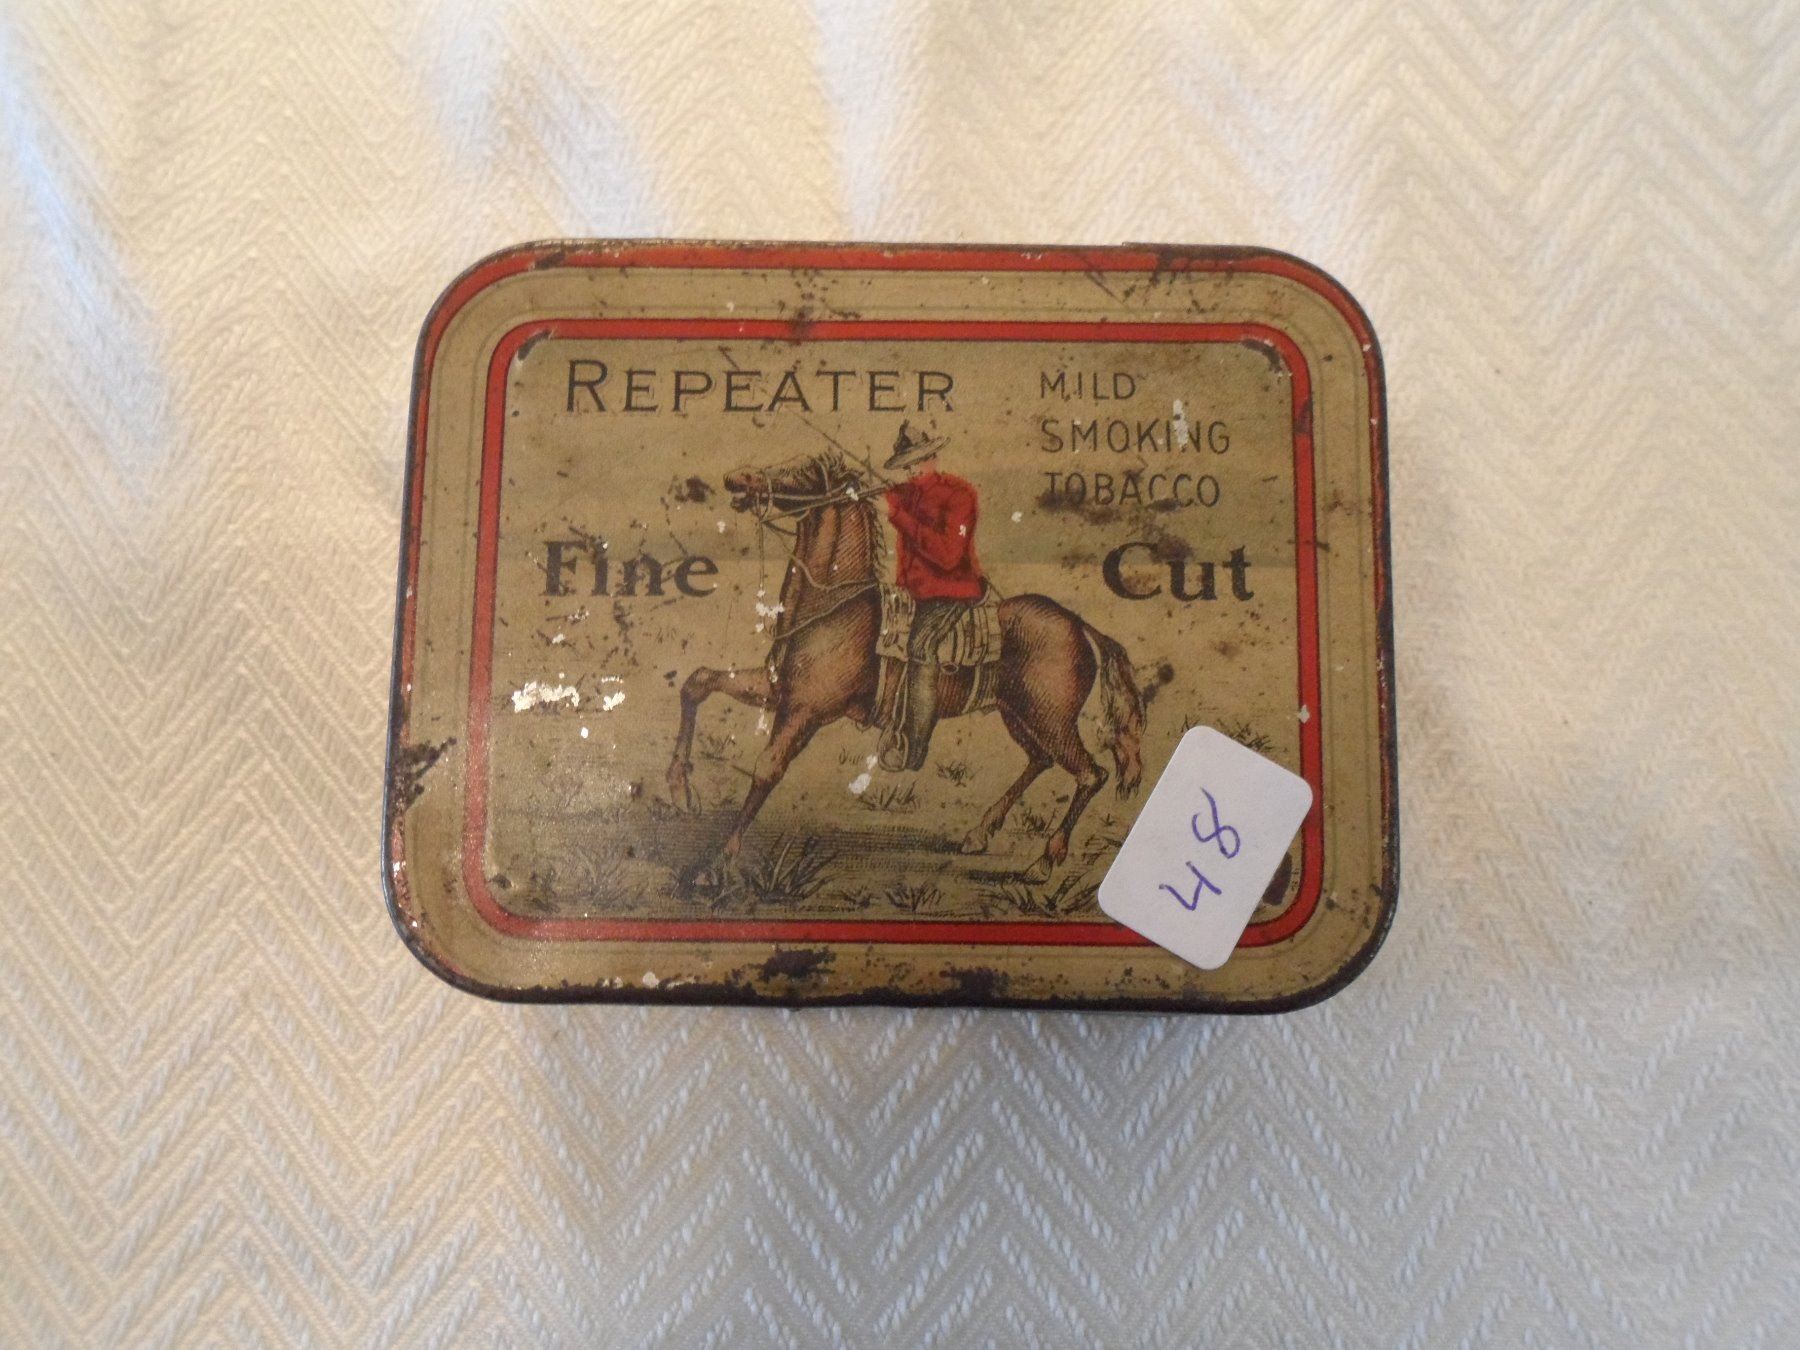 REPEATER
MILD
SMOKING
TOBACCO
Fine Cut
48